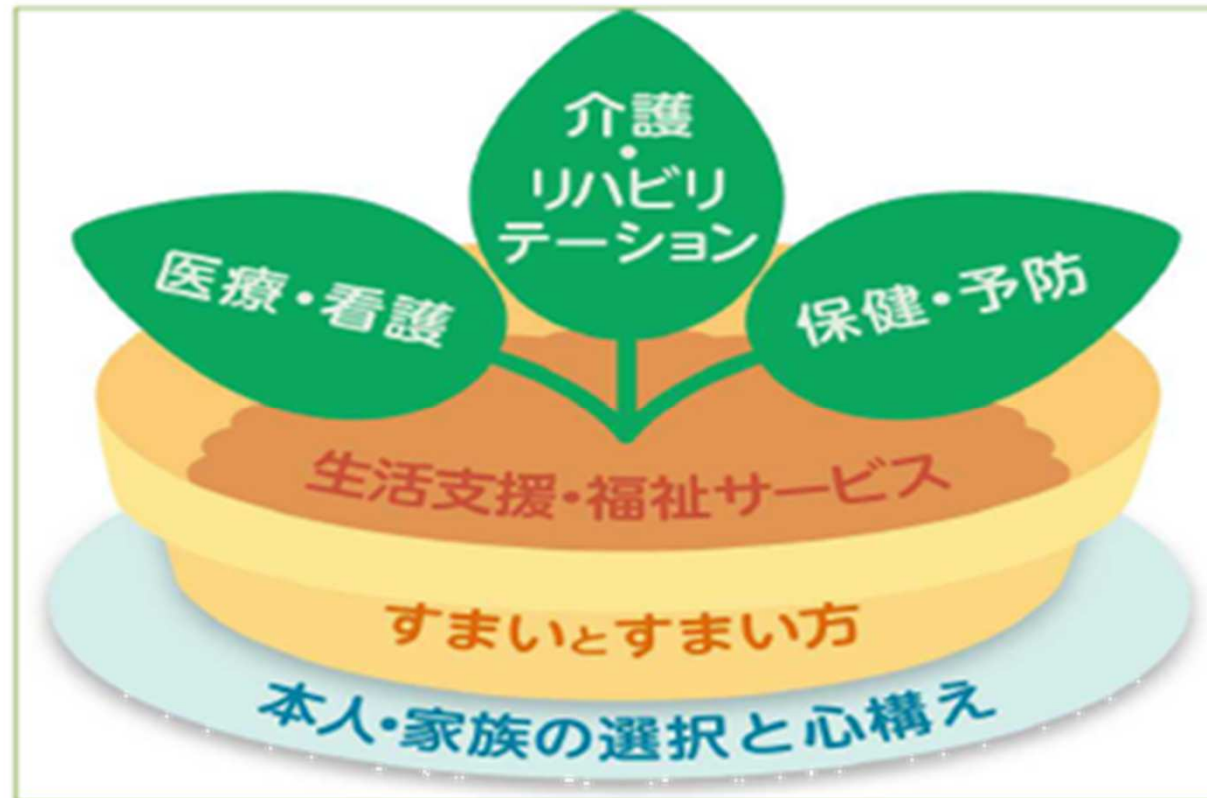 介護
・
リハビリ
テーション
医療・看護
保健・予防
生活支援・福祉サービス
すまいとすまい方
本人・家族の選択と心構え